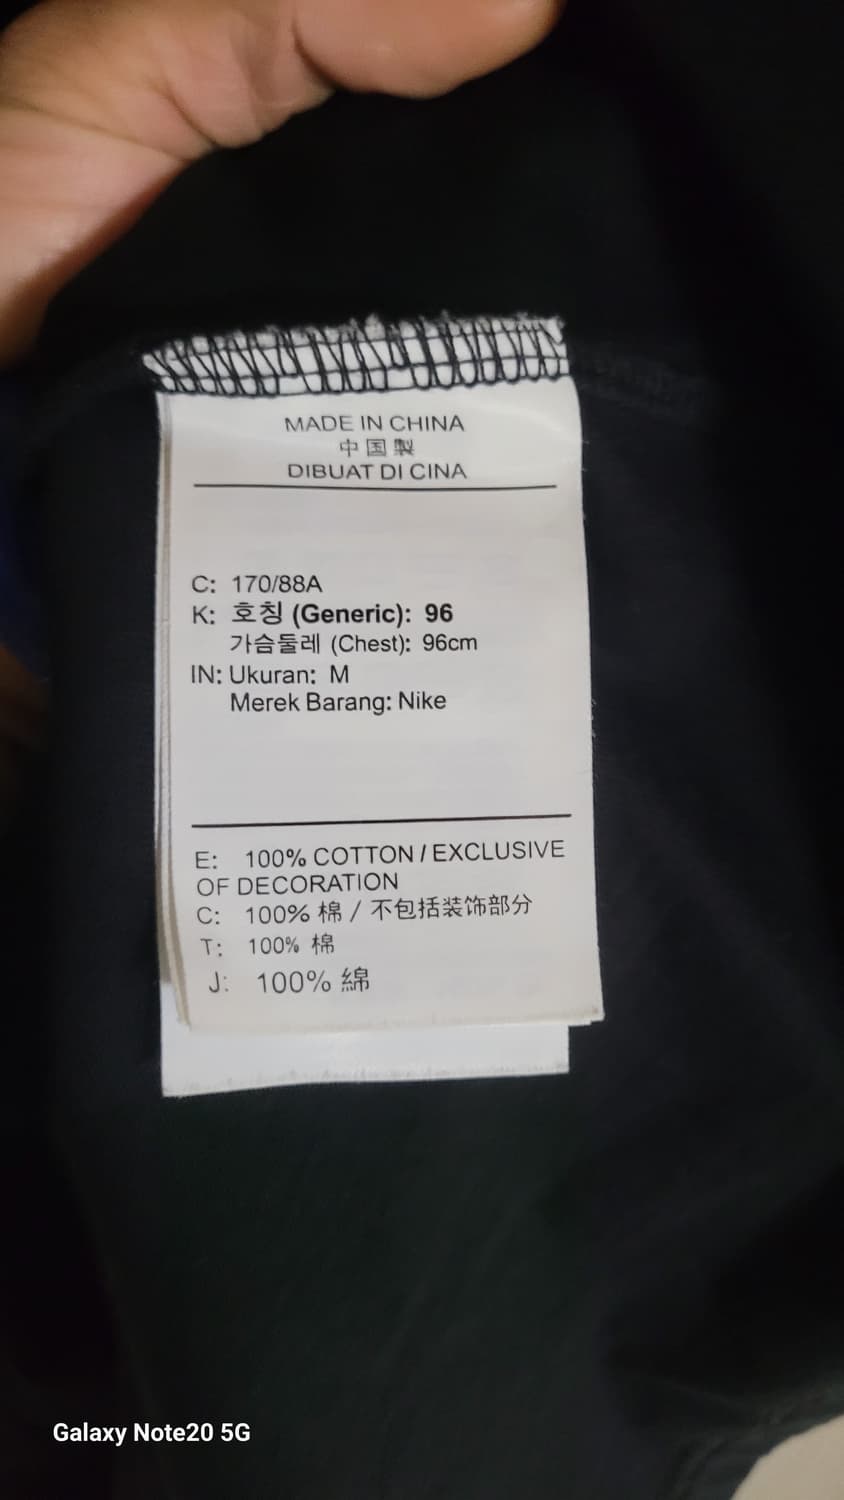 MADE IN CHINA
中国製
DIBUAT DI CINA
C: 170/88A
K: 호칭 (Generic): 96
가슴둘레 (Chest): 96cm
IN: Ukuran: M
Merek Barang: Nike
E: 100% COTTON / EXCLUSIVE
OF DECORATION
C: 100% 棉 / 不包括装饰部分
T: 100% 棉
J: 100% 綿
Galaxy Note20 5G